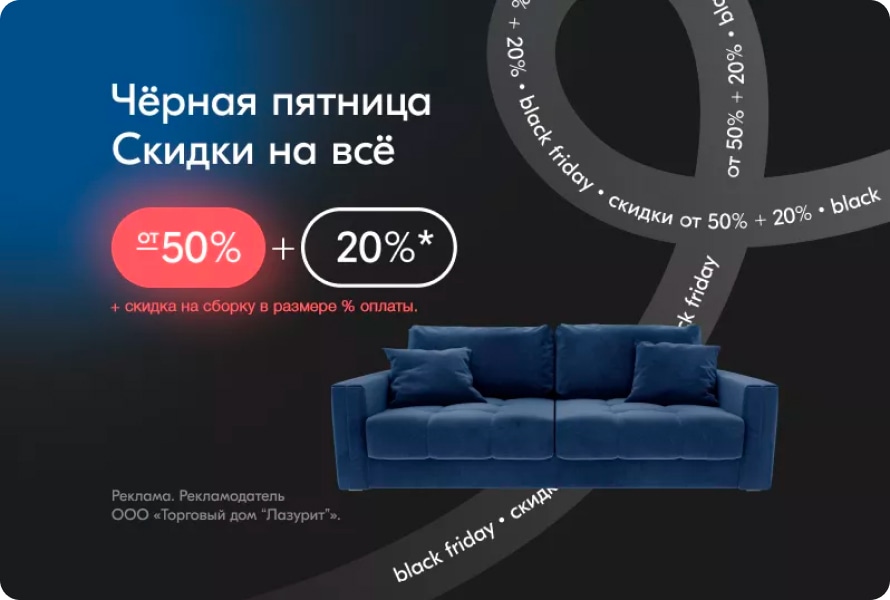 Чёрная пятница
Скидки на всё
от 50% + 20%*
+ скидка на сборку в размере % оплаты.
% + 20% • black friday • скидки от 50% + 20% • black
от 50% + 20% •
ck friday
black friday • скидк
Реклама. Рекламодатель
ООО «Торговый дом “Лазурит”».